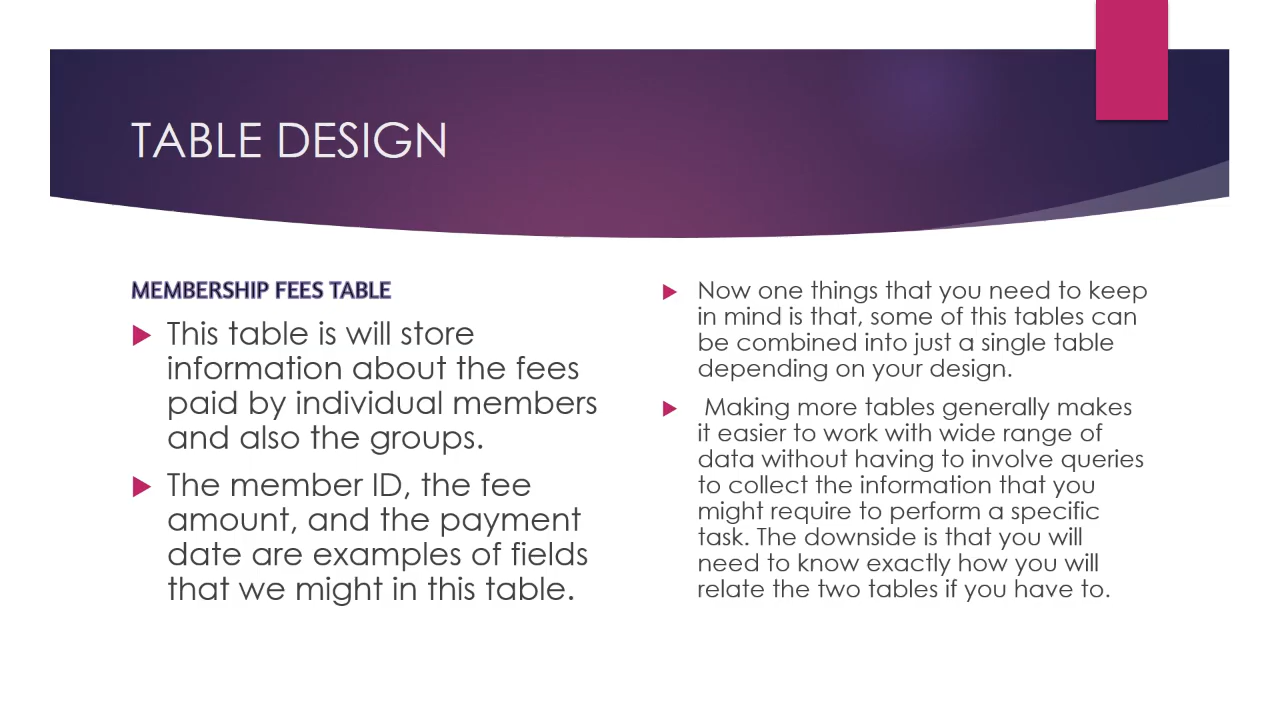 TABLE DESIGN
MEMBERSHIP FEES TABLE
This table is will store
information about the fees
paid by individual members
and also the groups.
The member ID, the fee
amount, and the payment
date are examples of fields
that we might in this table.
Now one things that you need to keep
in mind is that, some of this tables can
be combined into just a single table
depending on your design.
Making more tables generally makes
it easier to work with wide range of
data without having to involve queries
to collect the information that you
might require to perform a specific
task. The downside is that you will
need to know exactly how you will
relate the two tables if you have to.